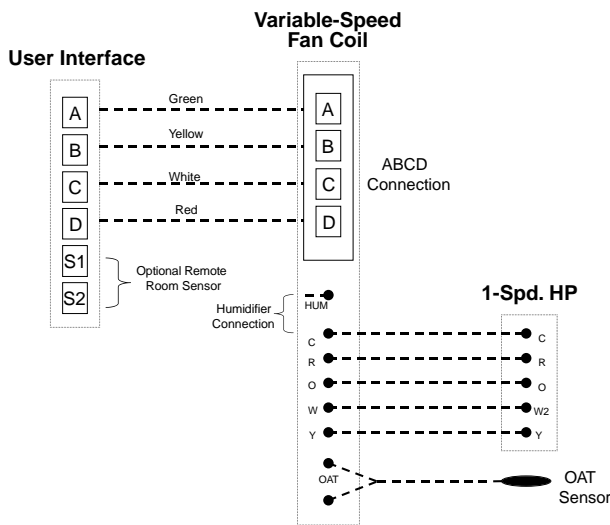 Variable-Speed
Fan Coil
User Interface
A
Green
A
B
Yellow
B
C
White
C
D
Red
D
ABCD
Connection
S1
S2
Optional Remote
Room Sensor
HUM
Humidifier
Connection
1-Spd. HP
C
C
R
R
O
O
W
W2
Y
Y
OAT
OAT
Sensor